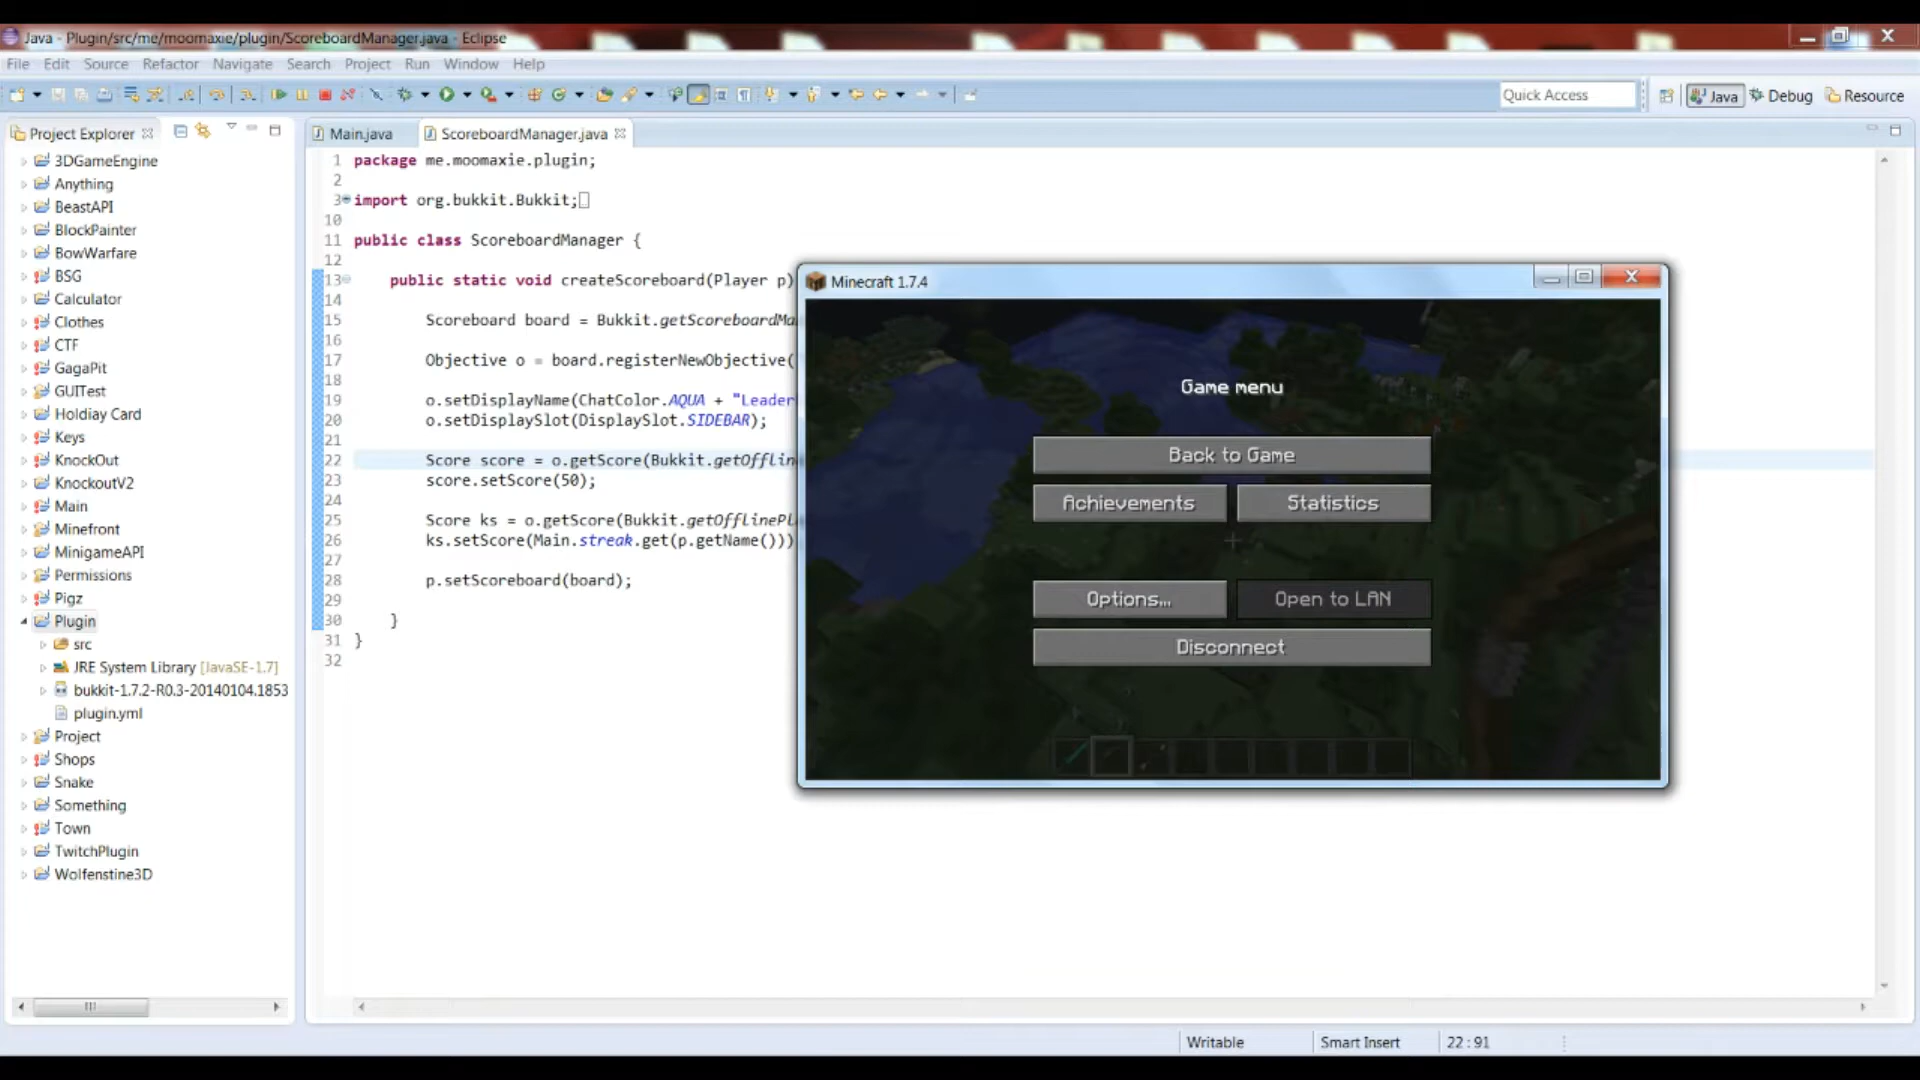 Java - Plugin/src/me/moomaxie/plugin/ScoreboardManager.java - Eclipse
File Edit Source Refactor Navigate Search Project Run Window Help
Quick Access
Java
Debug
Resource
Project Explorer
3DGameEngine
Anything
BeastAPI
BlockPainter
BowWarfare
BSG
Calculator
Clothes
CTF
GagaPit
GUITest
Holdiay Card
Keys
KnockOut
KnockoutV2
Main
Minefront
MinigameAPI
Permissions
Pigz
Plugin
src
JRE System Library [JavaSE-1.7]
bukkit-1.7.2-R0.3-20140104.1853
plugin.yml
Project
Shops
Snake
Something
Town
TwitchPlugin
Wolfenstine3D
Main.java
ScoreboardManager.java
1 package me.moomaxie.plugin;
2
3 import org.bukkit.Bukkit;
10
11 public class ScoreboardManager {
12
13 public static void createScoreboard(Player p)
14
15 Scoreboard board = Bukkit.getScoreboardMa
16
17 Objective o = board.registerNewObjective(
18
19 o.setDisplayName(ChatColor.AQUA + "Leader
20 o.setDisplaySlot(DisplaySlot.SIDEBAR);
21
22 Score score = o.getScore(Bukkit.getOfflin
23 score.setScore(50);
24
25 Score ks = o.getScore(Bukkit.getOfflinePl
26 ks.setScore(Main.streak.get(p.getName()))
27
28 p.setScoreboard(board);
29
30 }
31 }
32
Minecraft 1.7.4
Game menu
Back to Game
Achievements
Statistics
Options...
Open to LAN
Disconnect
Writable
Smart Insert
22 : 91